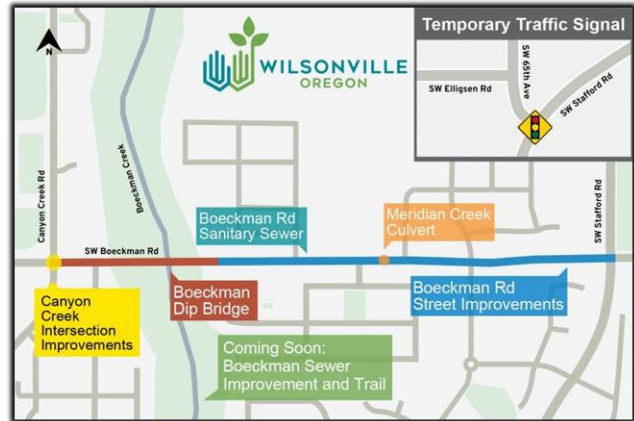 Temporary Traffic Signal
SW 65th Ave
SW Elligsen Rd
SW Stafford Rd
N
WILSONVILLE
OREGON
Canyon Creek Rd
Boeckman Creek
SW Stafford Rd
Boeckman Rd
Sanitary Sewer
Meridian Creek
Culvert
SW Boeckman Rd
Canyon
Creek
Intersection
Improvements
Boeckman
Dip Bridge
Boeckman Rd
Street Improvements
Coming Soon:
Boeckman Sewer
Improvement and Trail